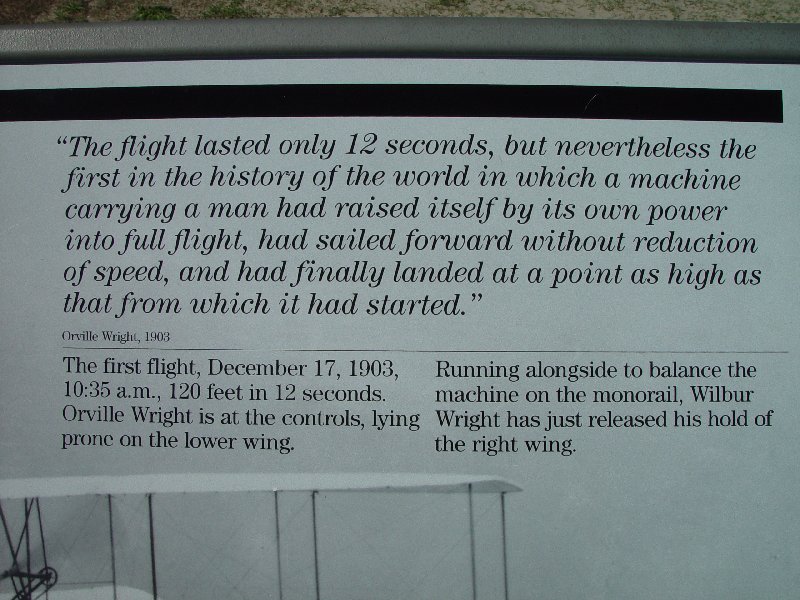 “The flight lasted only 12 seconds, but nevertheless the
first in the history of the world in which a machine
carrying a man had raised itself by its own power
into full flight, had sailed forward without reduction
of speed, and had finally landed at a point as high as
that from which it had started.”
Orville Wright, 1903
The first flight, December 17, 1903,
10:35 a.m., 120 feet in 12 seconds.
Orville Wright is at the controls, lying
prone on the lower wing.
Running alongside to balance the
machine on the monorail, Wilbur
Wright has just released his hold of
the right wing.